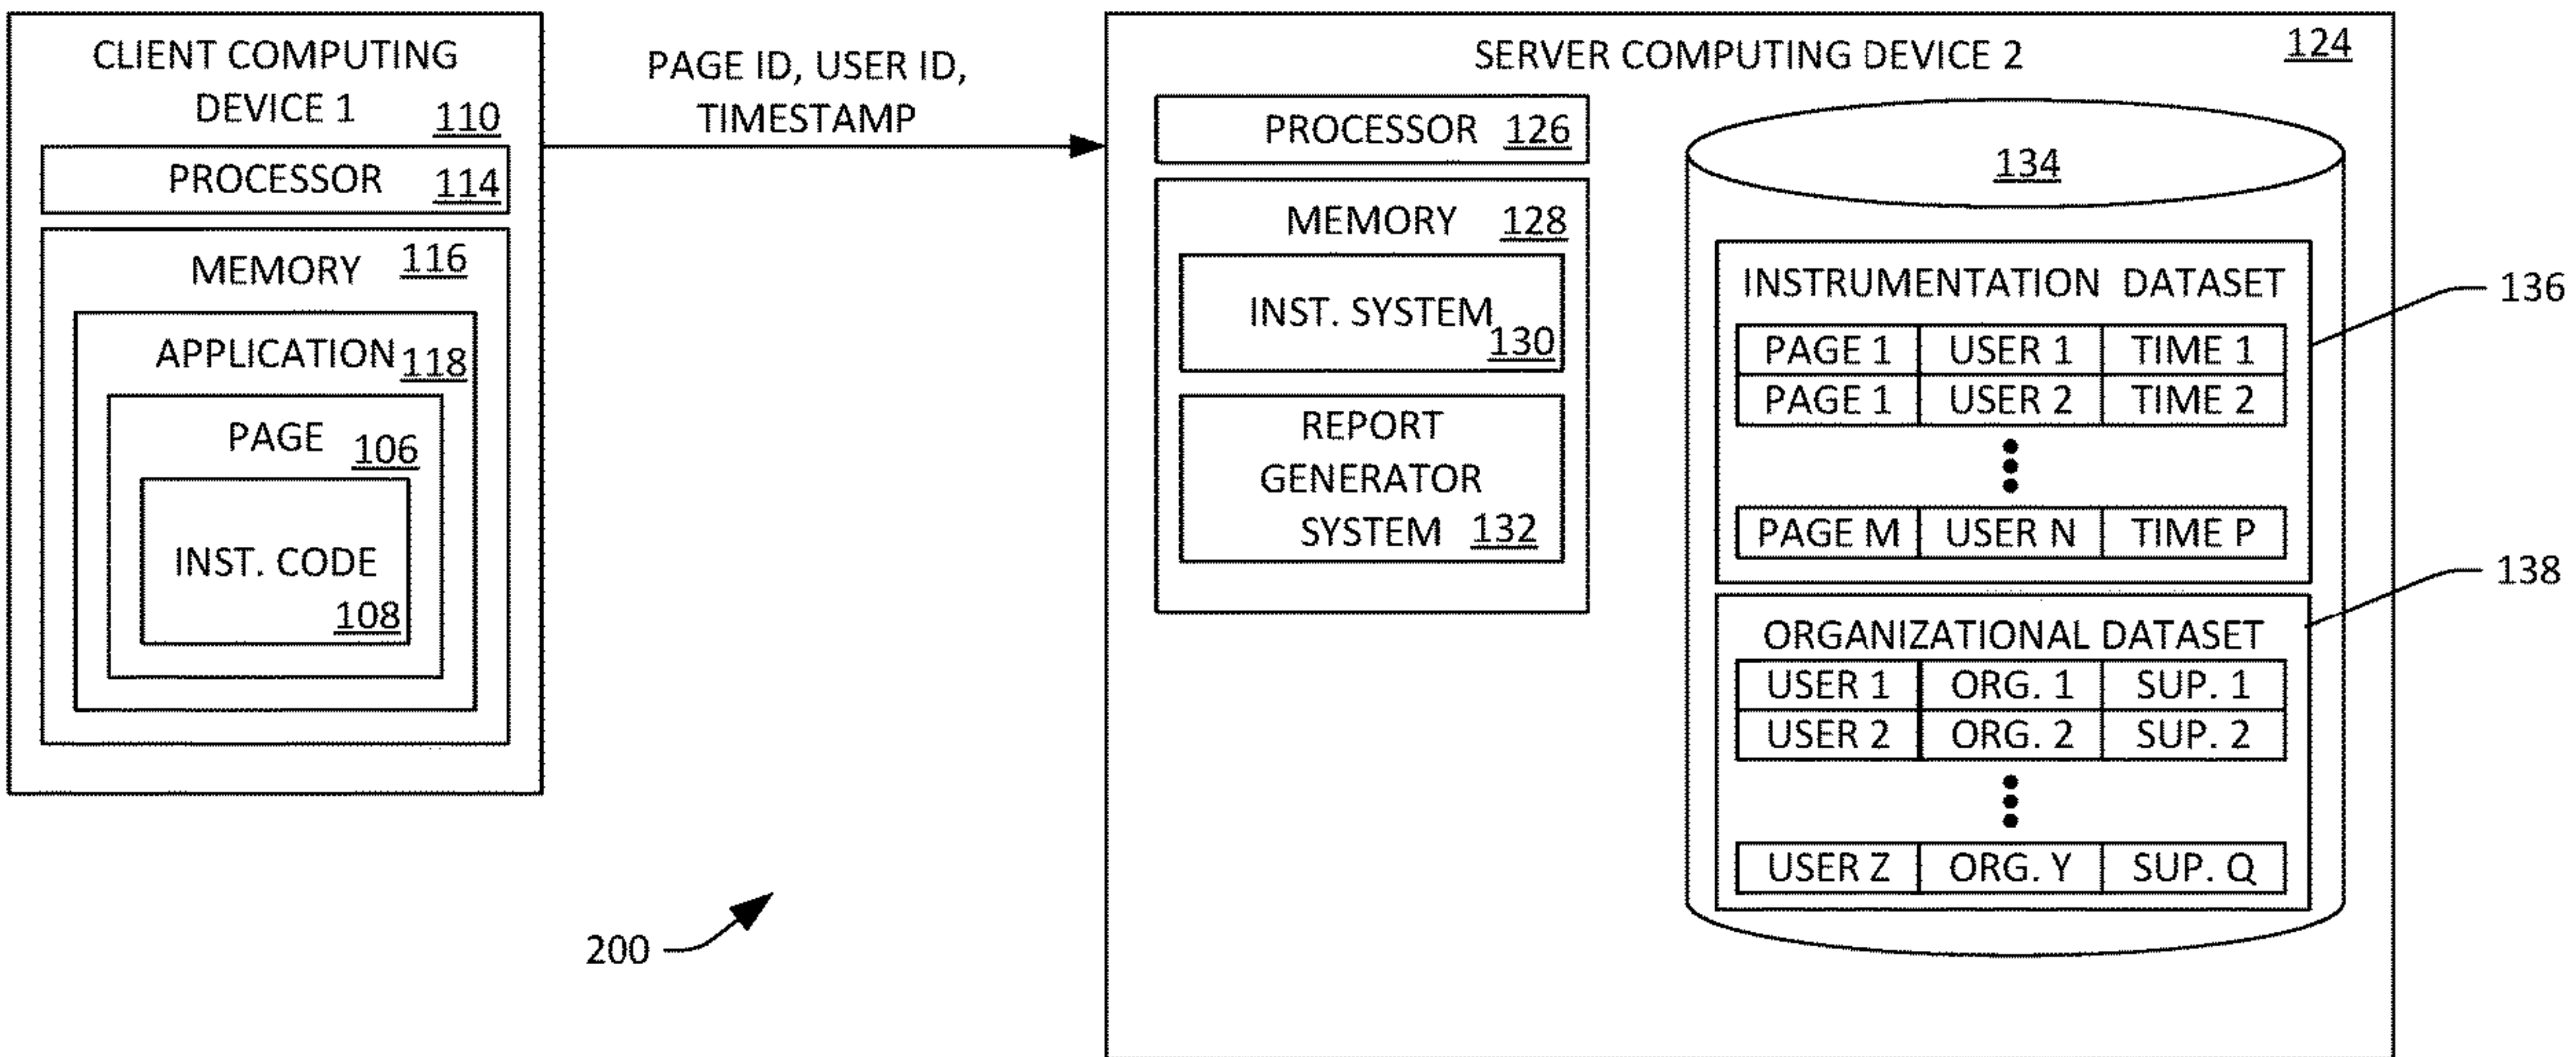 CLIENT COMPUTING
DEVICE 1
110
PROCESSOR 114
MEMORY 116
APPLICATION 118
PAGE 106
INST. CODE
108
PAGE ID, USER ID,
TIMESTAMP
200
SERVER COMPUTING DEVICE 2 124
PROCESSOR 126
MEMORY 128
INST. SYSTEM
130
REPORT
GENERATOR
SYSTEM 132
134
INSTRUMENTATION DATASET
PAGE 1 USER 1 TIME 1
PAGE 1 USER 2 TIME 2
PAGE M USER N TIME P
136
ORGANIZATIONAL DATASET
USER 1 ORG. 1 SUP. 1
USER 2 ORG. 2 SUP. 2
USER Z ORG. Y SUP. Q
138